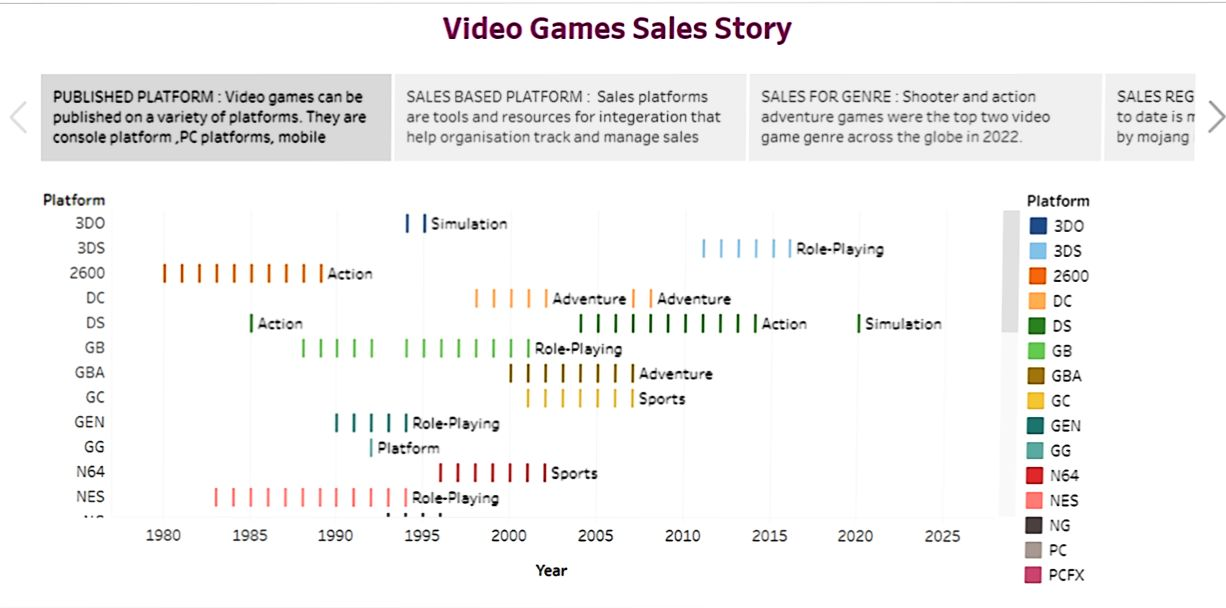 Video Games Sales Story
PUBLISHED PLATFORM : Video games can be
published on a variety of platforms. They are
console platform ,PC platforms, mobile
SALES BASED PLATFORM : Sales platforms
are tools and resources for integeration that
help organisation track and manage sales
SALES FOR GENRE : Shooter and action
adventure games were the top two video
game genre across the globe in 2022.
SALES REG
to date is
by mojang
Platform
3DO
Simulation
3DS
Role-Playing
2600
Action
DC
Adventure
Adventure
DS
Action
Action
Simulation
GB
Role-Playing
GBA
Adventure
GC
Sports
GEN
Role-Playing
GG
Platform
N64
Sports
NES
Role-Playing
1980
1985
1990
1995
2000
2005
2010
2015
2020
2025
Year
Platform
3DO
3DS
2600
DC
DS
GB
GBA
GC
GEN
GG
N64
NES
NG
PC
PCFX